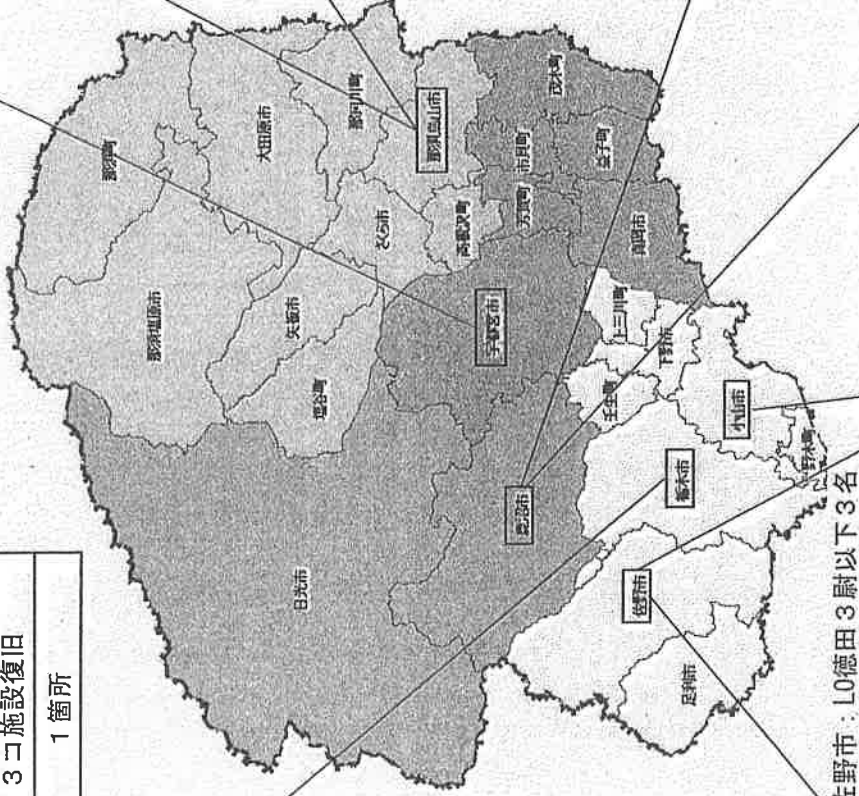 3コ施設復旧
1箇所
那須町
那須塩原市
大田原市
那珂川町
矢板市
さくら市
那須烏山市
塩谷町
高根沢町
日光市
宇都宮市
芳賀町
市貝町
茂木町
益子町
真岡市
鹿沼市
上三川町
壬生町
下野市
栃木市
小山市
野木町
佐野市
足利市
佐野市：LO徳田3尉以下3名